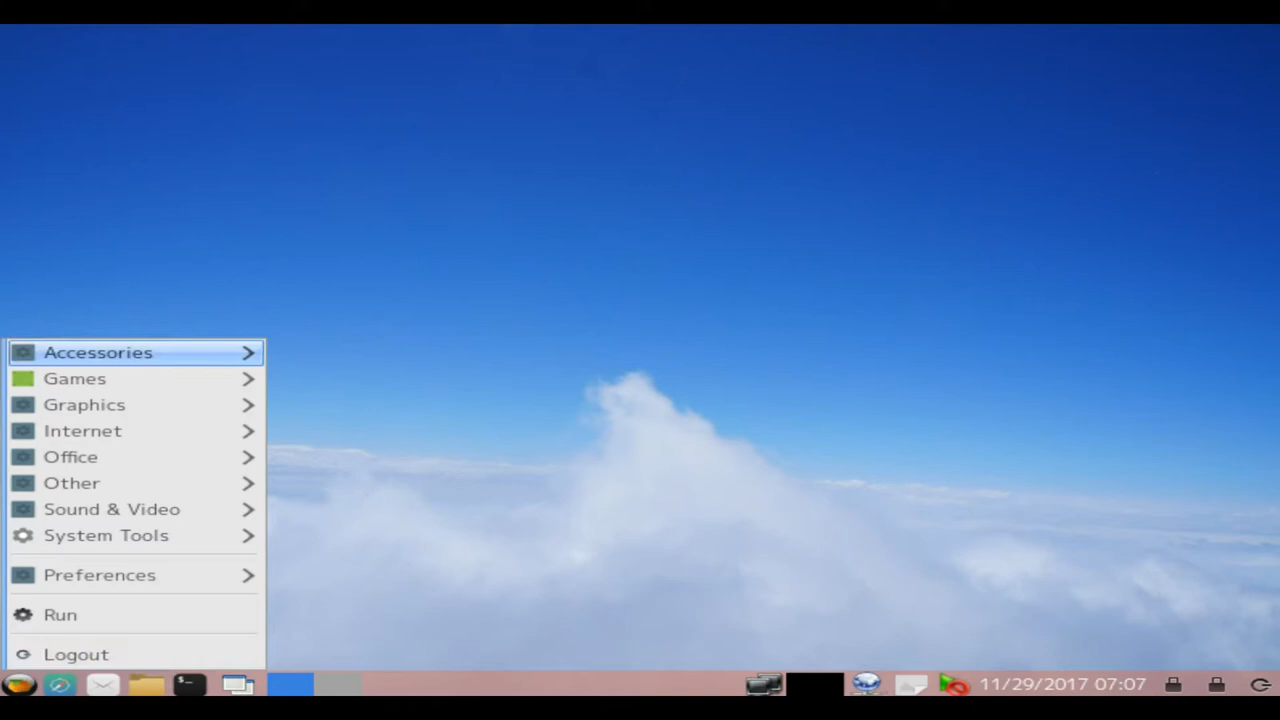 Accessories
Games
Graphics
Internet
Office
Other
Sound & Video
System Tools
Preferences
Run
Logout
$-
11/29/2017 07:07